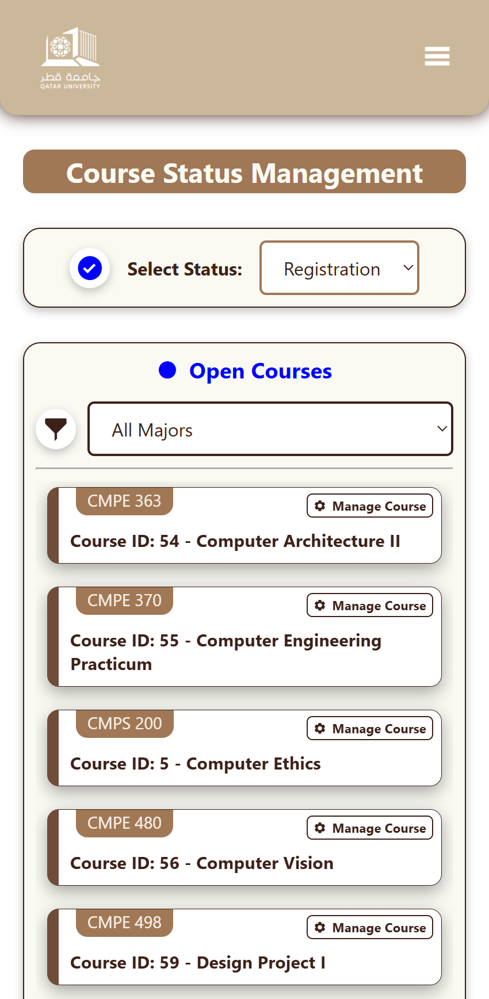 جامعة قطر
QATAR UNIVERSITY
Course Status Management
Select Status:
Registration
Open Courses
All Majors
CMPE 363
Manage Course
Course ID: 54 - Computer Architecture II
CMPE 370
Manage Course
Course ID: 55 - Computer Engineering
Practicum
CMPS 200
Manage Course
Course ID: 5 - Computer Ethics
CMPE 480
Manage Course
Course ID: 56 - Computer Vision
CMPE 498
Manage Course
Course ID: 59 - Design Project I